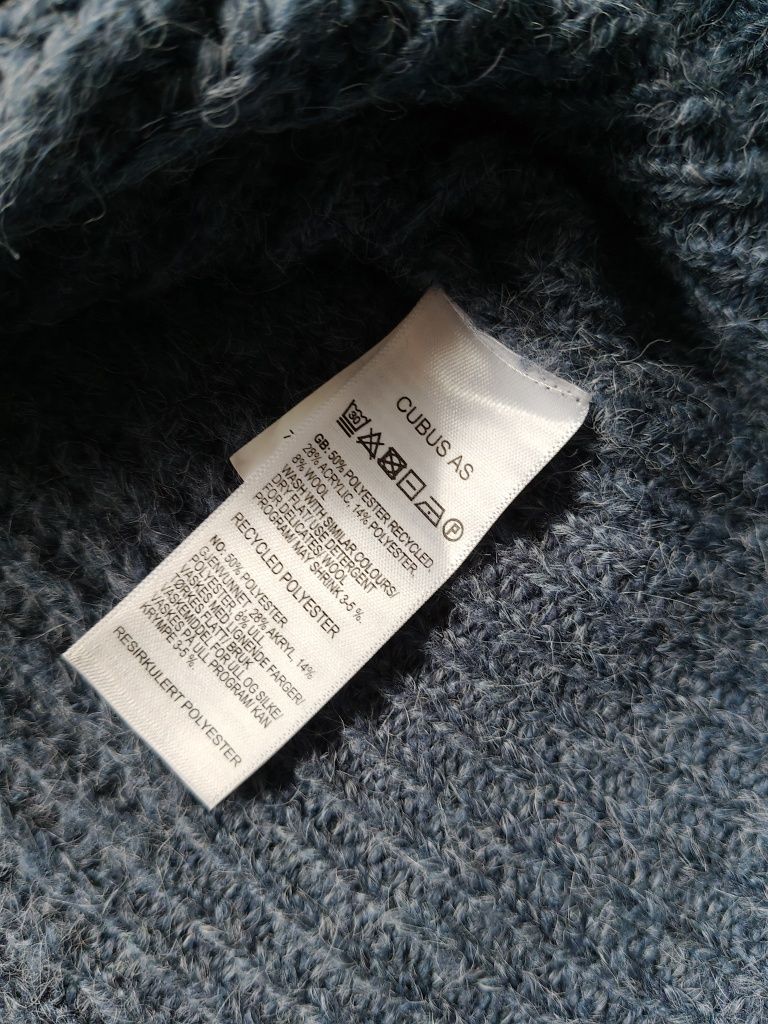 CUBUS AS
30
P
7
GB: 50% POLYESTER RECYCLED,
28% ACRYLIC, 14% POLYESTER,
8% WOOL
WASH WITH SIMILAR COLOURS/
DRY FLAT/USE DETERGENT
FOR DELICATES/WOOL
PROGRAM/ MAY SHRINK 3-5 %.
RECYCLED POLYESTER
NO: 50% POLYESTER
GJENVUNNET, 28% AKRYL, 14%
POLYESTER, 8% ULL
VASKES MED LIGNENDE FARGER/
TØRKES FLATT/BRUK
VASKEMIDDEL FOR ULL OG SILKE/
VASKES PÅ ULL PROGRAM/ KAN
KRYMPE 3-5 %.
RESIRKULERT POLYESTER